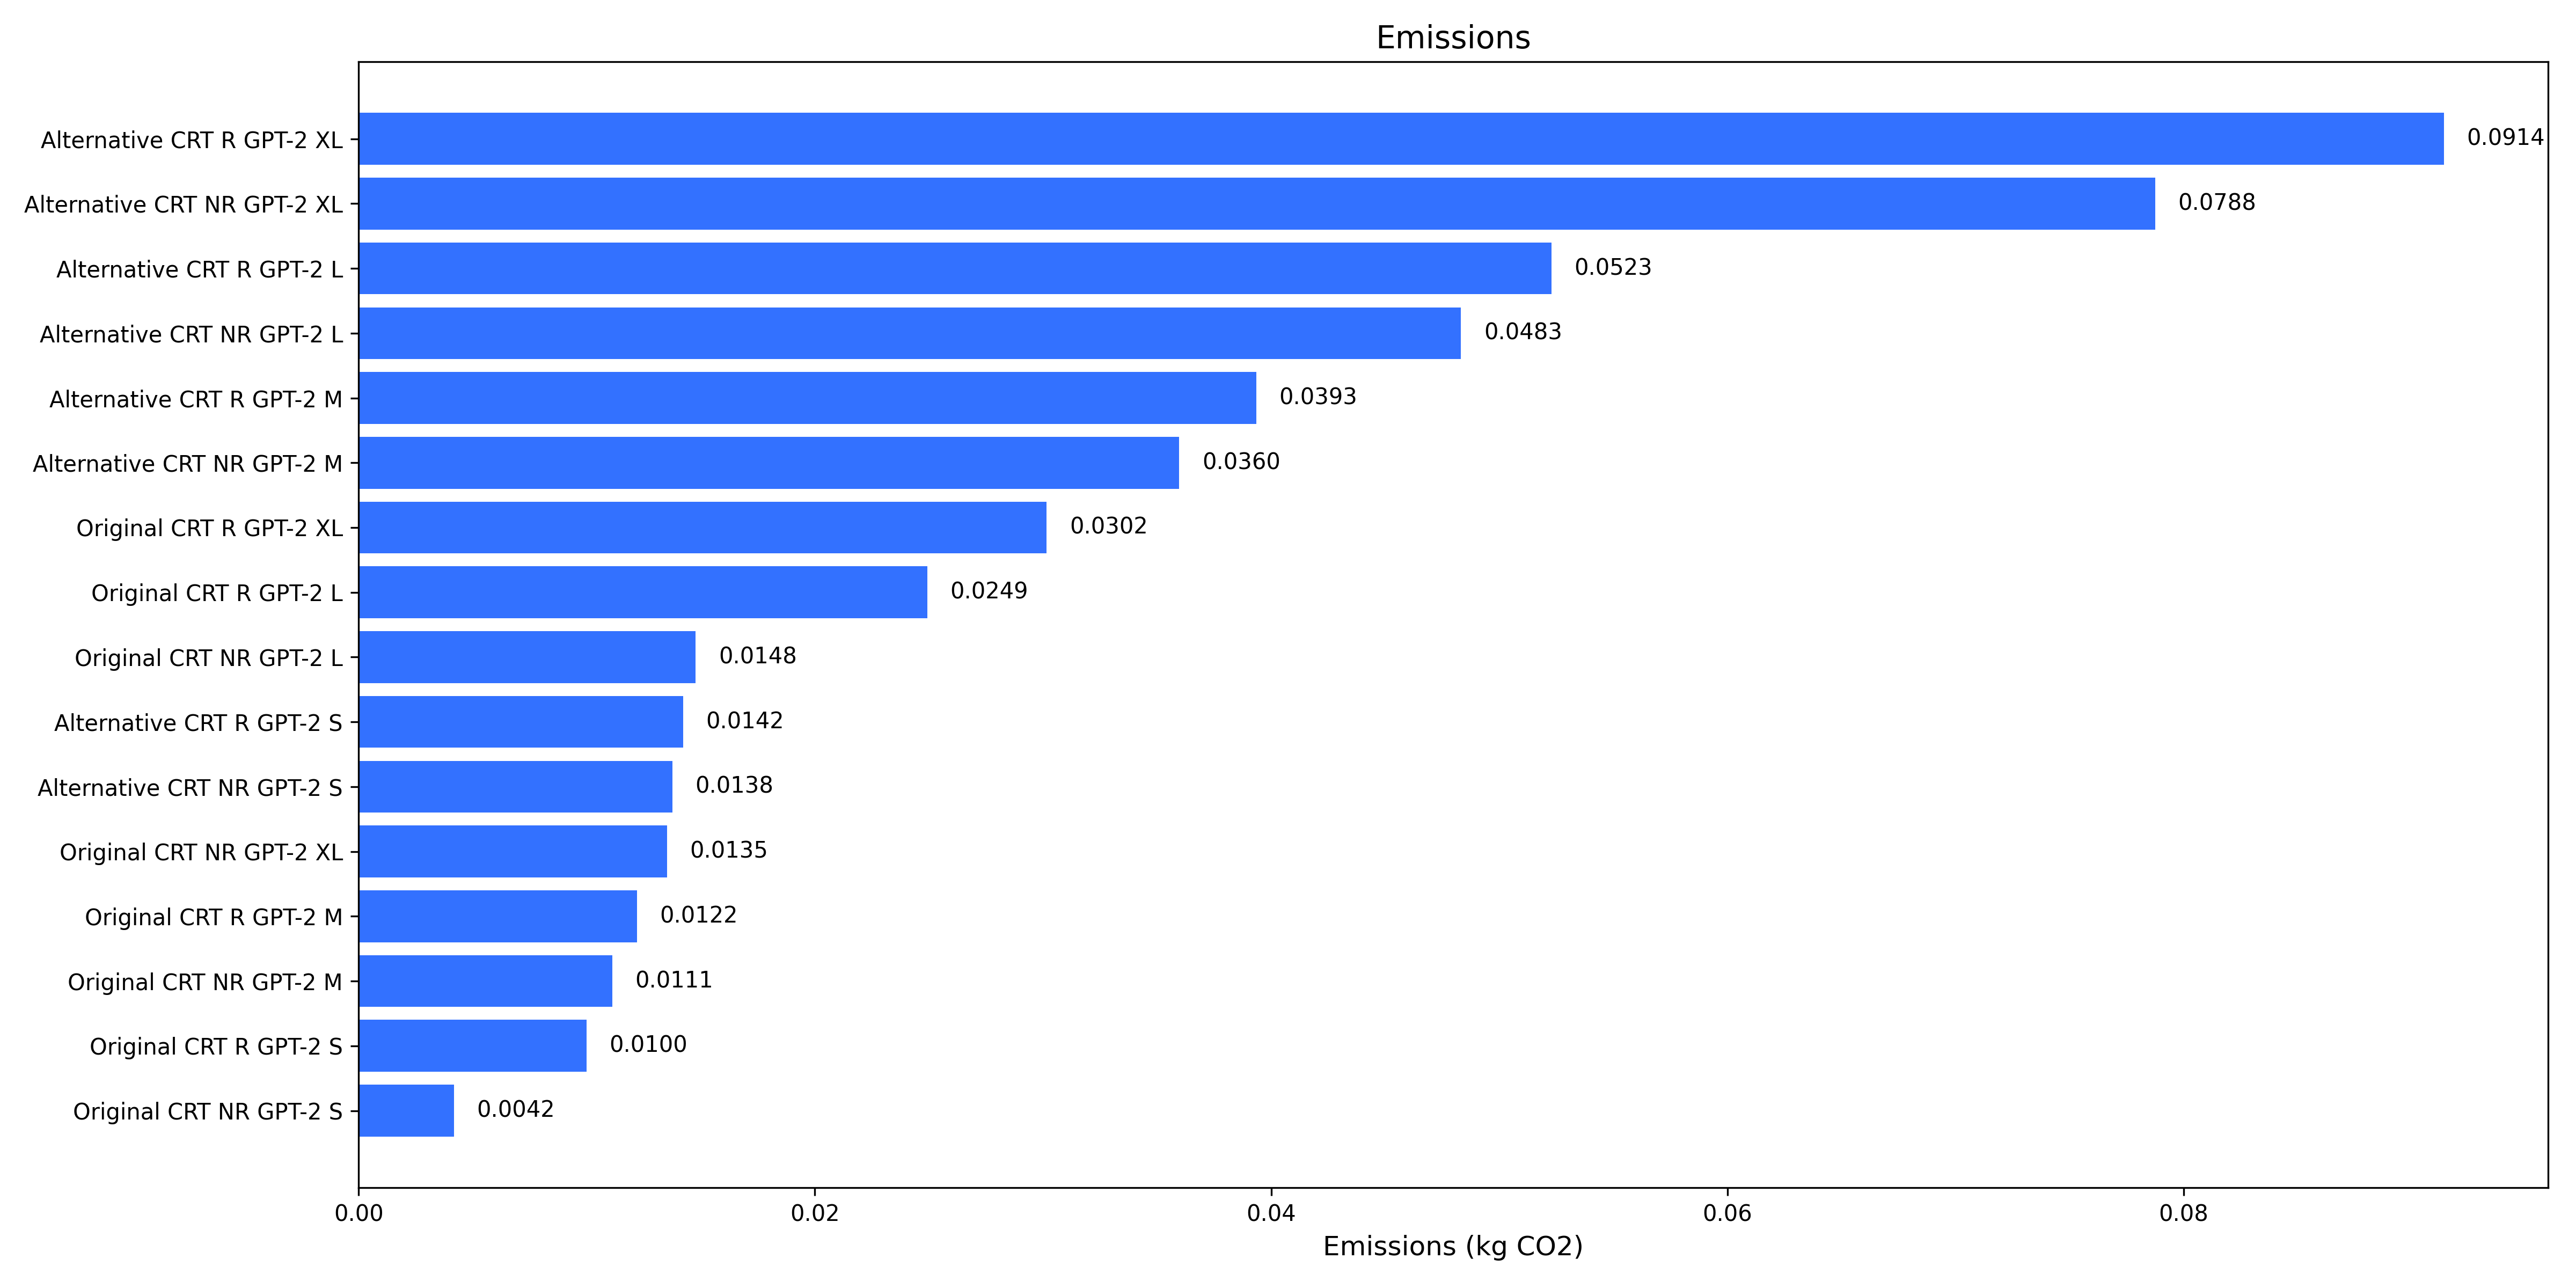 Emissions
Alternative CRT R GPT-2 XL 0.0914
Alternative CRT NR GPT-2 XL 0.0788
Alternative CRT R GPT-2 L 0.0523
Alternative CRT NR GPT-2 L 0.0483
Alternative CRT R GPT-2 M 0.0393
Alternative CRT NR GPT-2 M 0.0360
Original CRT R GPT-2 XL 0.0302
Original CRT R GPT-2 L 0.0249
Original CRT NR GPT-2 L 0.0148
Alternative CRT R GPT-2 S 0.0142
Alternative CRT NR GPT-2 S 0.0138
Original CRT NR GPT-2 XL 0.0135
Original CRT R GPT-2 M 0.0122
Original CRT NR GPT-2 M 0.0111
Original CRT R GPT-2 S 0.0100
Original CRT NR GPT-2 S 0.0042
0.00 0.02 0.04 0.06 0.08
Emissions (kg CO2)